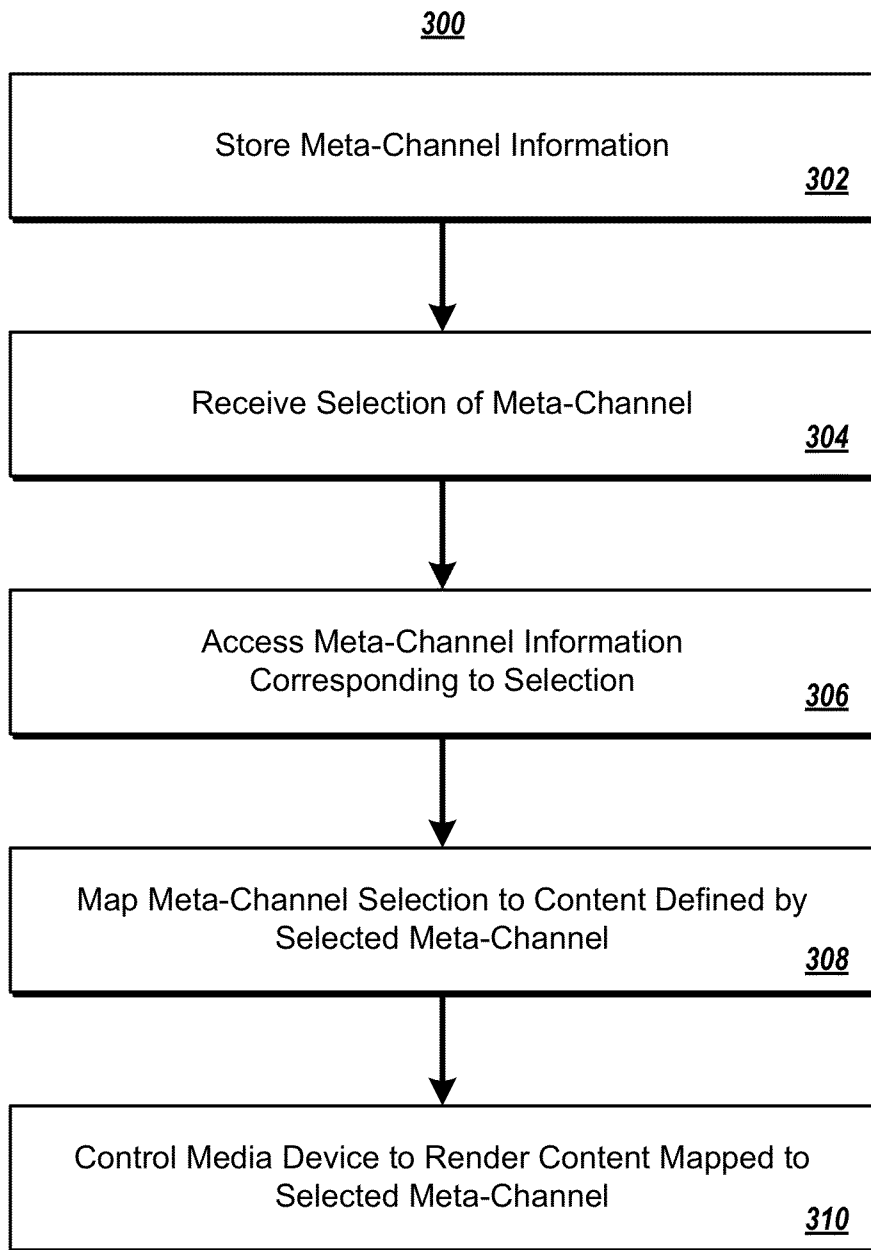 300
Store Meta-Channel Information
302
Receive Selection of Meta-Channel
304
Access Meta-Channel Information
Corresponding to Selection
306
Map Meta-Channel Selection to Content Defined by
Selected Meta-Channel
308
Control Media Device to Render Content Mapped to
Selected Meta-Channel
310